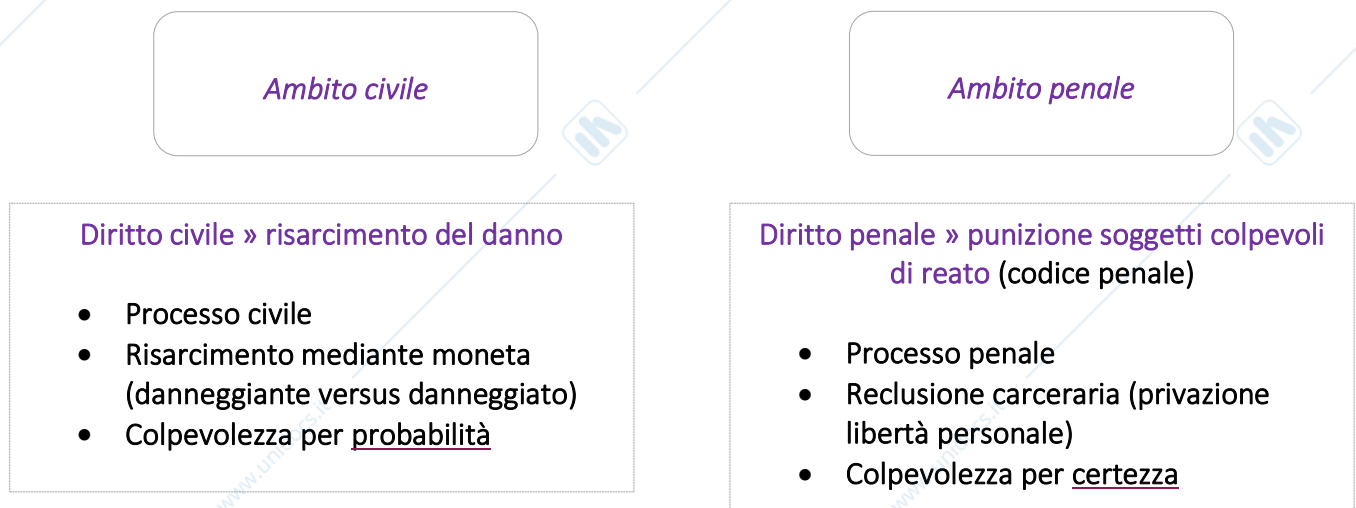 Ambito civile
Ambito penale
Diritto civile » risarcimento del danno
• Processo civile
• Risarcimento mediante moneta
(danneggiante versus danneggiato)
• Colpevolezza per probabilità
Diritto penale » punizione soggetti colpevoli
di reato (codice penale)
• Processo penale
• Reclusione carceraria (privazione
libertà personale)
• Colpevolezza per certezza